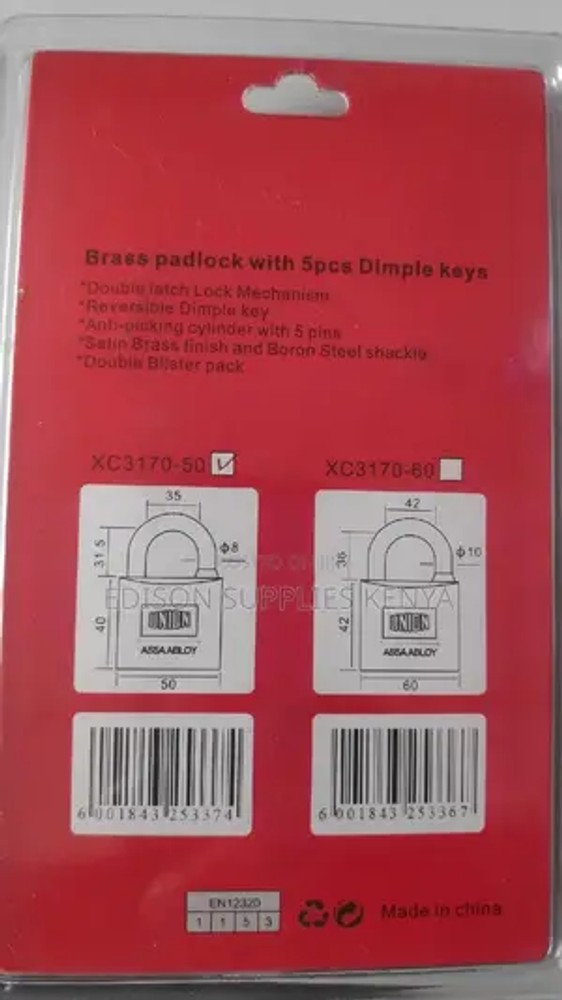 Brass padlock with 5pcs Dimple keys
*Double latch Lock Mechanism
*Reversible Dimple key
*Anti-picking cylinder with 5 pins
*Satin Brass finish and Boron Steel shackle
*Double Blister pack
XC3170-50 XC3170-60
35
31.5
φ8
40
UNION
ASSA ABLOY
50
42
36
φ10
42
UNION
ASSA ABLOY
60
EDISON SUPPLIES KENYA
6 001843 253374
6 001843 253367
EN12320
1 1 5 3
Made in china